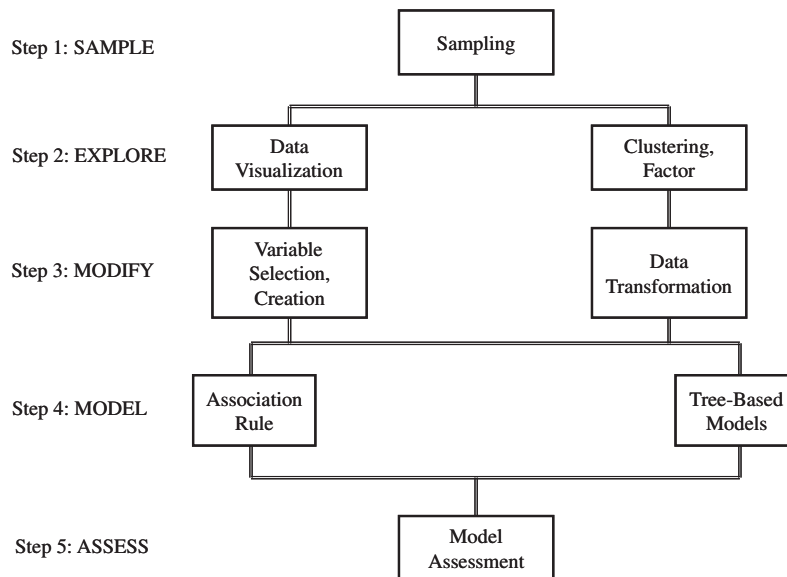 Step 1: SAMPLE
Sampling
Step 2: EXPLORE
Data
Visualization
Clustering,
Factor
Step 3: MODIFY
Variable
Selection,
Creation
Data
Transformation
Step 4: MODEL
Association
Rule
Tree-Based
Models
Step 5: ASSESS
Model
Assessment